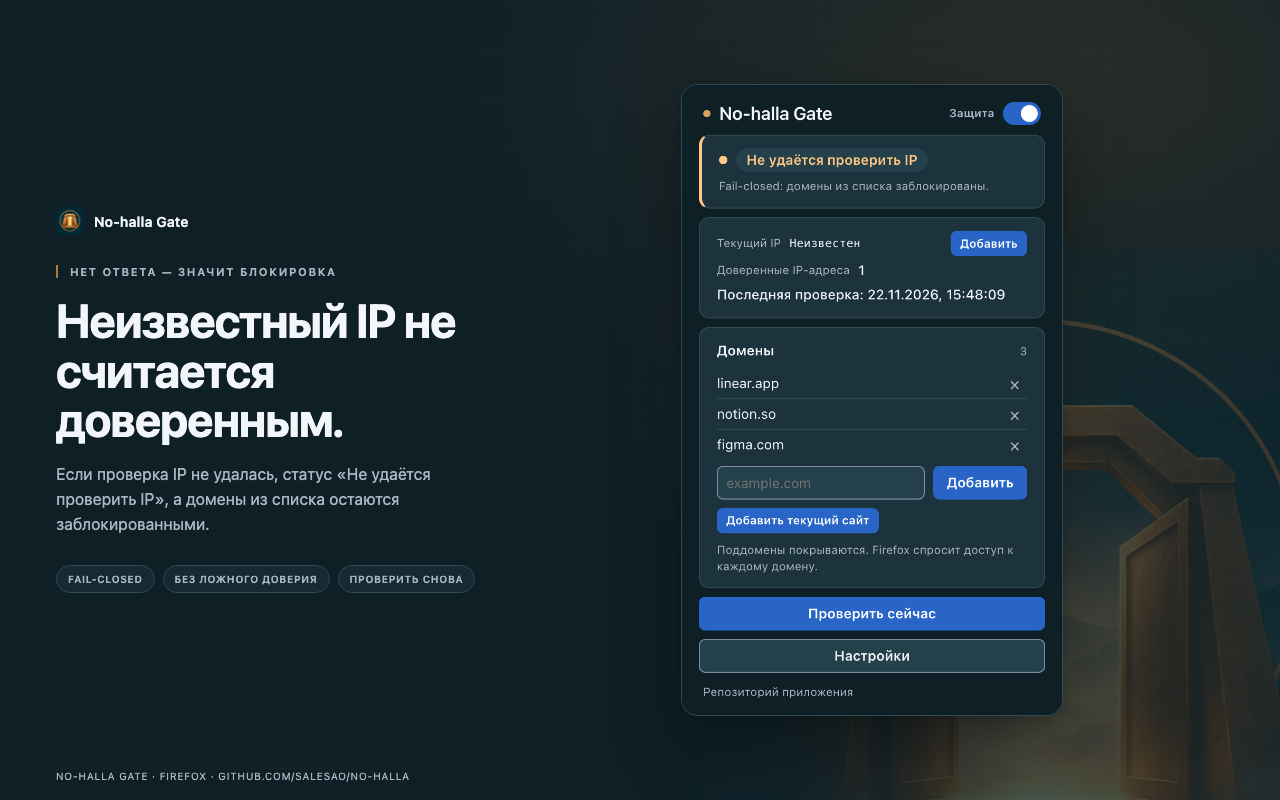 No-halla Gate
НЕТ ОТВЕТА — ЗНАЧИТ БЛОКИРОВКА
Неизвестный IP не
считается
доверенным.
Если проверка IP не удалась, статус «Не удаётся
проверить IP», а домены из списка остаются
заблокированными.
FAIL-CLOSED
БЕЗ ЛОЖНОГО ДОВЕРИЯ
ПРОВЕРИТЬ СНОВА
NO-HALLA GATE · FIREFOX · GITHUB.COM/SALESAO/NO-HALLA
No-halla Gate
Защита
Не удаётся проверить IP
Fail-closed: домены из списка заблокированы.
Текущий IP Неизвестен
Добавить
Доверенные IP-адреса 1
Последняя проверка: 22.11.2026, 15:48:09
Домены 3
linear.app ×
notion.so ×
figma.com ×
example.com
Добавить
Добавить текущий сайт
Поддомены покрываются. Firefox спросит доступ к
каждому домену.
Проверить сейчас
Настройки
Репозиторий приложения